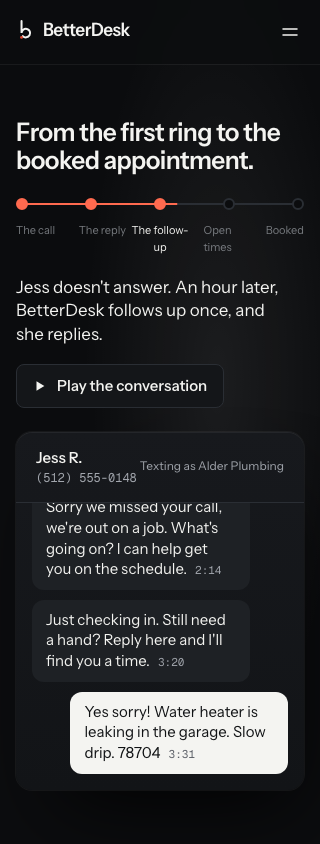 BetterDesk
From the first ring to the
booked appointment.
The call
The reply
The follow-
up
Open
times
Booked
Jess doesn't answer. An hour later,
BetterDesk follows up once, and
she replies.
Play the conversation
Jess R.
(512) 555-0148
Texting as Alder Plumbing
Sorry we missed your call,
we're out on a job. What's
going on? I can help get
you on the schedule. 2:14
Just checking in. Still need
a hand? Reply here and I'll
find you a time. 3:20
Yes sorry! Water heater is
leaking in the garage. Slow
drip. 78704 3:31